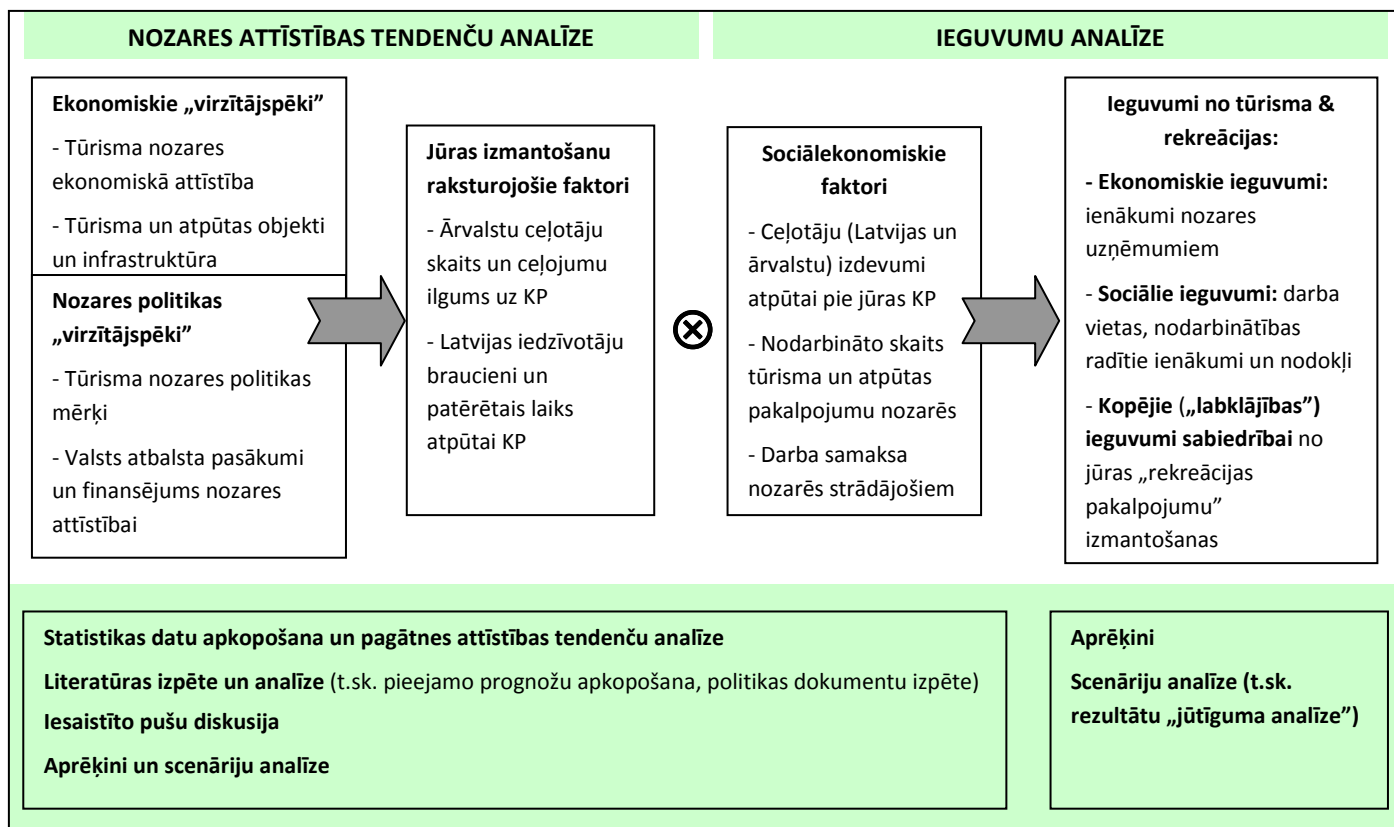 NOZARES ATTĪSTĪBAS TENDENČU ANALĪZE
IEGUVUMU ANALĪZE
Ekonomiskie „virzītājspēki”
- Tūrisma nozares
ekonomiskā attīstība
- Tūrisma un atpūtas objekti
un infrastruktūra
Nozares politikas
„virzītājspēki”
- Tūrisma nozares politikas
mērķi
- Valsts atbalsta pasākumi
un finansējums nozares
attīstībai
Jūras izmantošanu
raksturojošie faktori
- Ārvalstu ceļotāju
skaits un ceļojumu
ilgums uz KP
- Latvijas iedzīvotāju
braucieni un
patērētais laiks
atpūtai KP
Sociālekonomiskie
faktori
- Ceļotāju (Latvijas un
ārvalstu) izdevumi
atpūtai pie jūras KP
- Nodarbināto skaits
tūrisma un atpūtas
pakalpojumu nozarēs
- Darba samaksa
nozarēs strādājošiem
Ieguvumi no tūrisma &
rekreācijas:
- Ekonomiskie ieguvumi:
ienākumi nozares
uzņēmumiem
- Sociālie ieguvumi: darba
vietas, nodarbinātības
radītie ienākumi un nodokļi
- Kopējie („labklājības”)
ieguvumi sabiedrībai no
jūras „rekreācijas
pakalpojumu”
izmantošanas
Statistikas datu apkopošana un pagātnes attīstības tendenču analīze
Literatūras izpēte un analīze (t.sk. pieejamo prognožu apkopošana, politikas dokumentu izpēte)
Iesaistīto pušu diskusija
Aprēķini un scenāriju analīze
Aprēķini
Scenāriju analīze (t.sk.
rezultātu „jūtīguma analīze”)